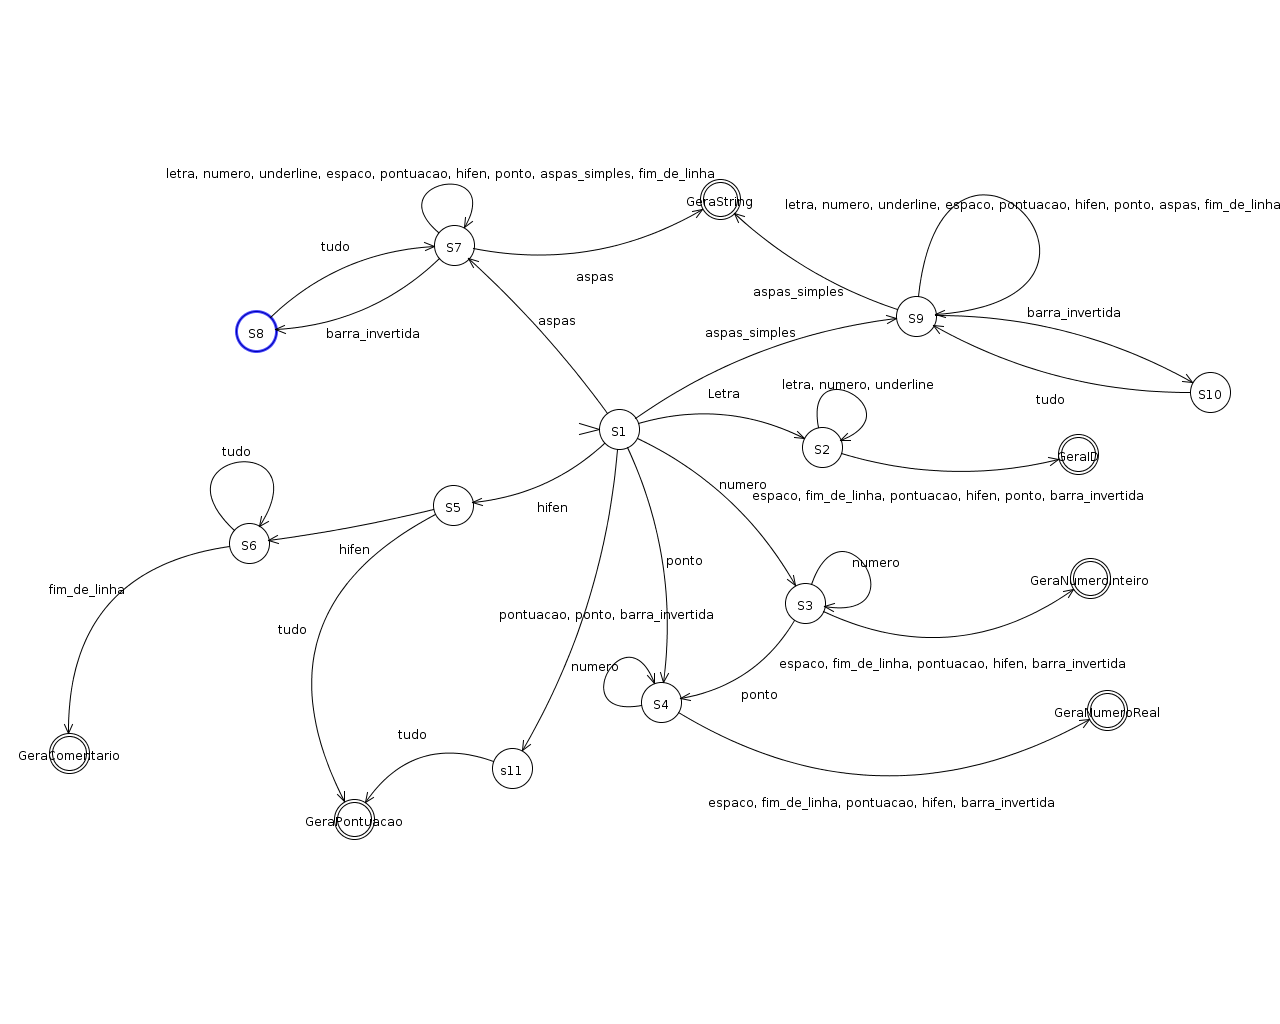 letra, numero, underline, espaco, pontuacao, hifen, ponto, aspas_simples, fim_de_linha
GeraString
letra, numero, underline, espaco, pontuacao, hifen, ponto, aspas, fim_de_linha
tudo
S7
aspas
aspas_simples
barra_invertida
S8
barra_invertida
aspas
aspas_simples
S9
S10
tudo
Letra
letra, numero, underline
S1
S2
GeraID
tudo
numero
espaco, fim_de_linha, pontuacao, hifen, ponto, barra_invertida
S5
hifen
S6
hifen
ponto
numero
GeraNumeroInteiro
fim_de_linha
S3
pontuacao, ponto, barra_invertida
tudo
numero
espaco, fim_de_linha, pontuacao, hifen, barra_invertida
ponto
S4
GeraNumeroReal
tudo
GeraComentario
s11
espaco, fim_de_linha, pontuacao, hifen, barra_invertida
GeraPontuacao